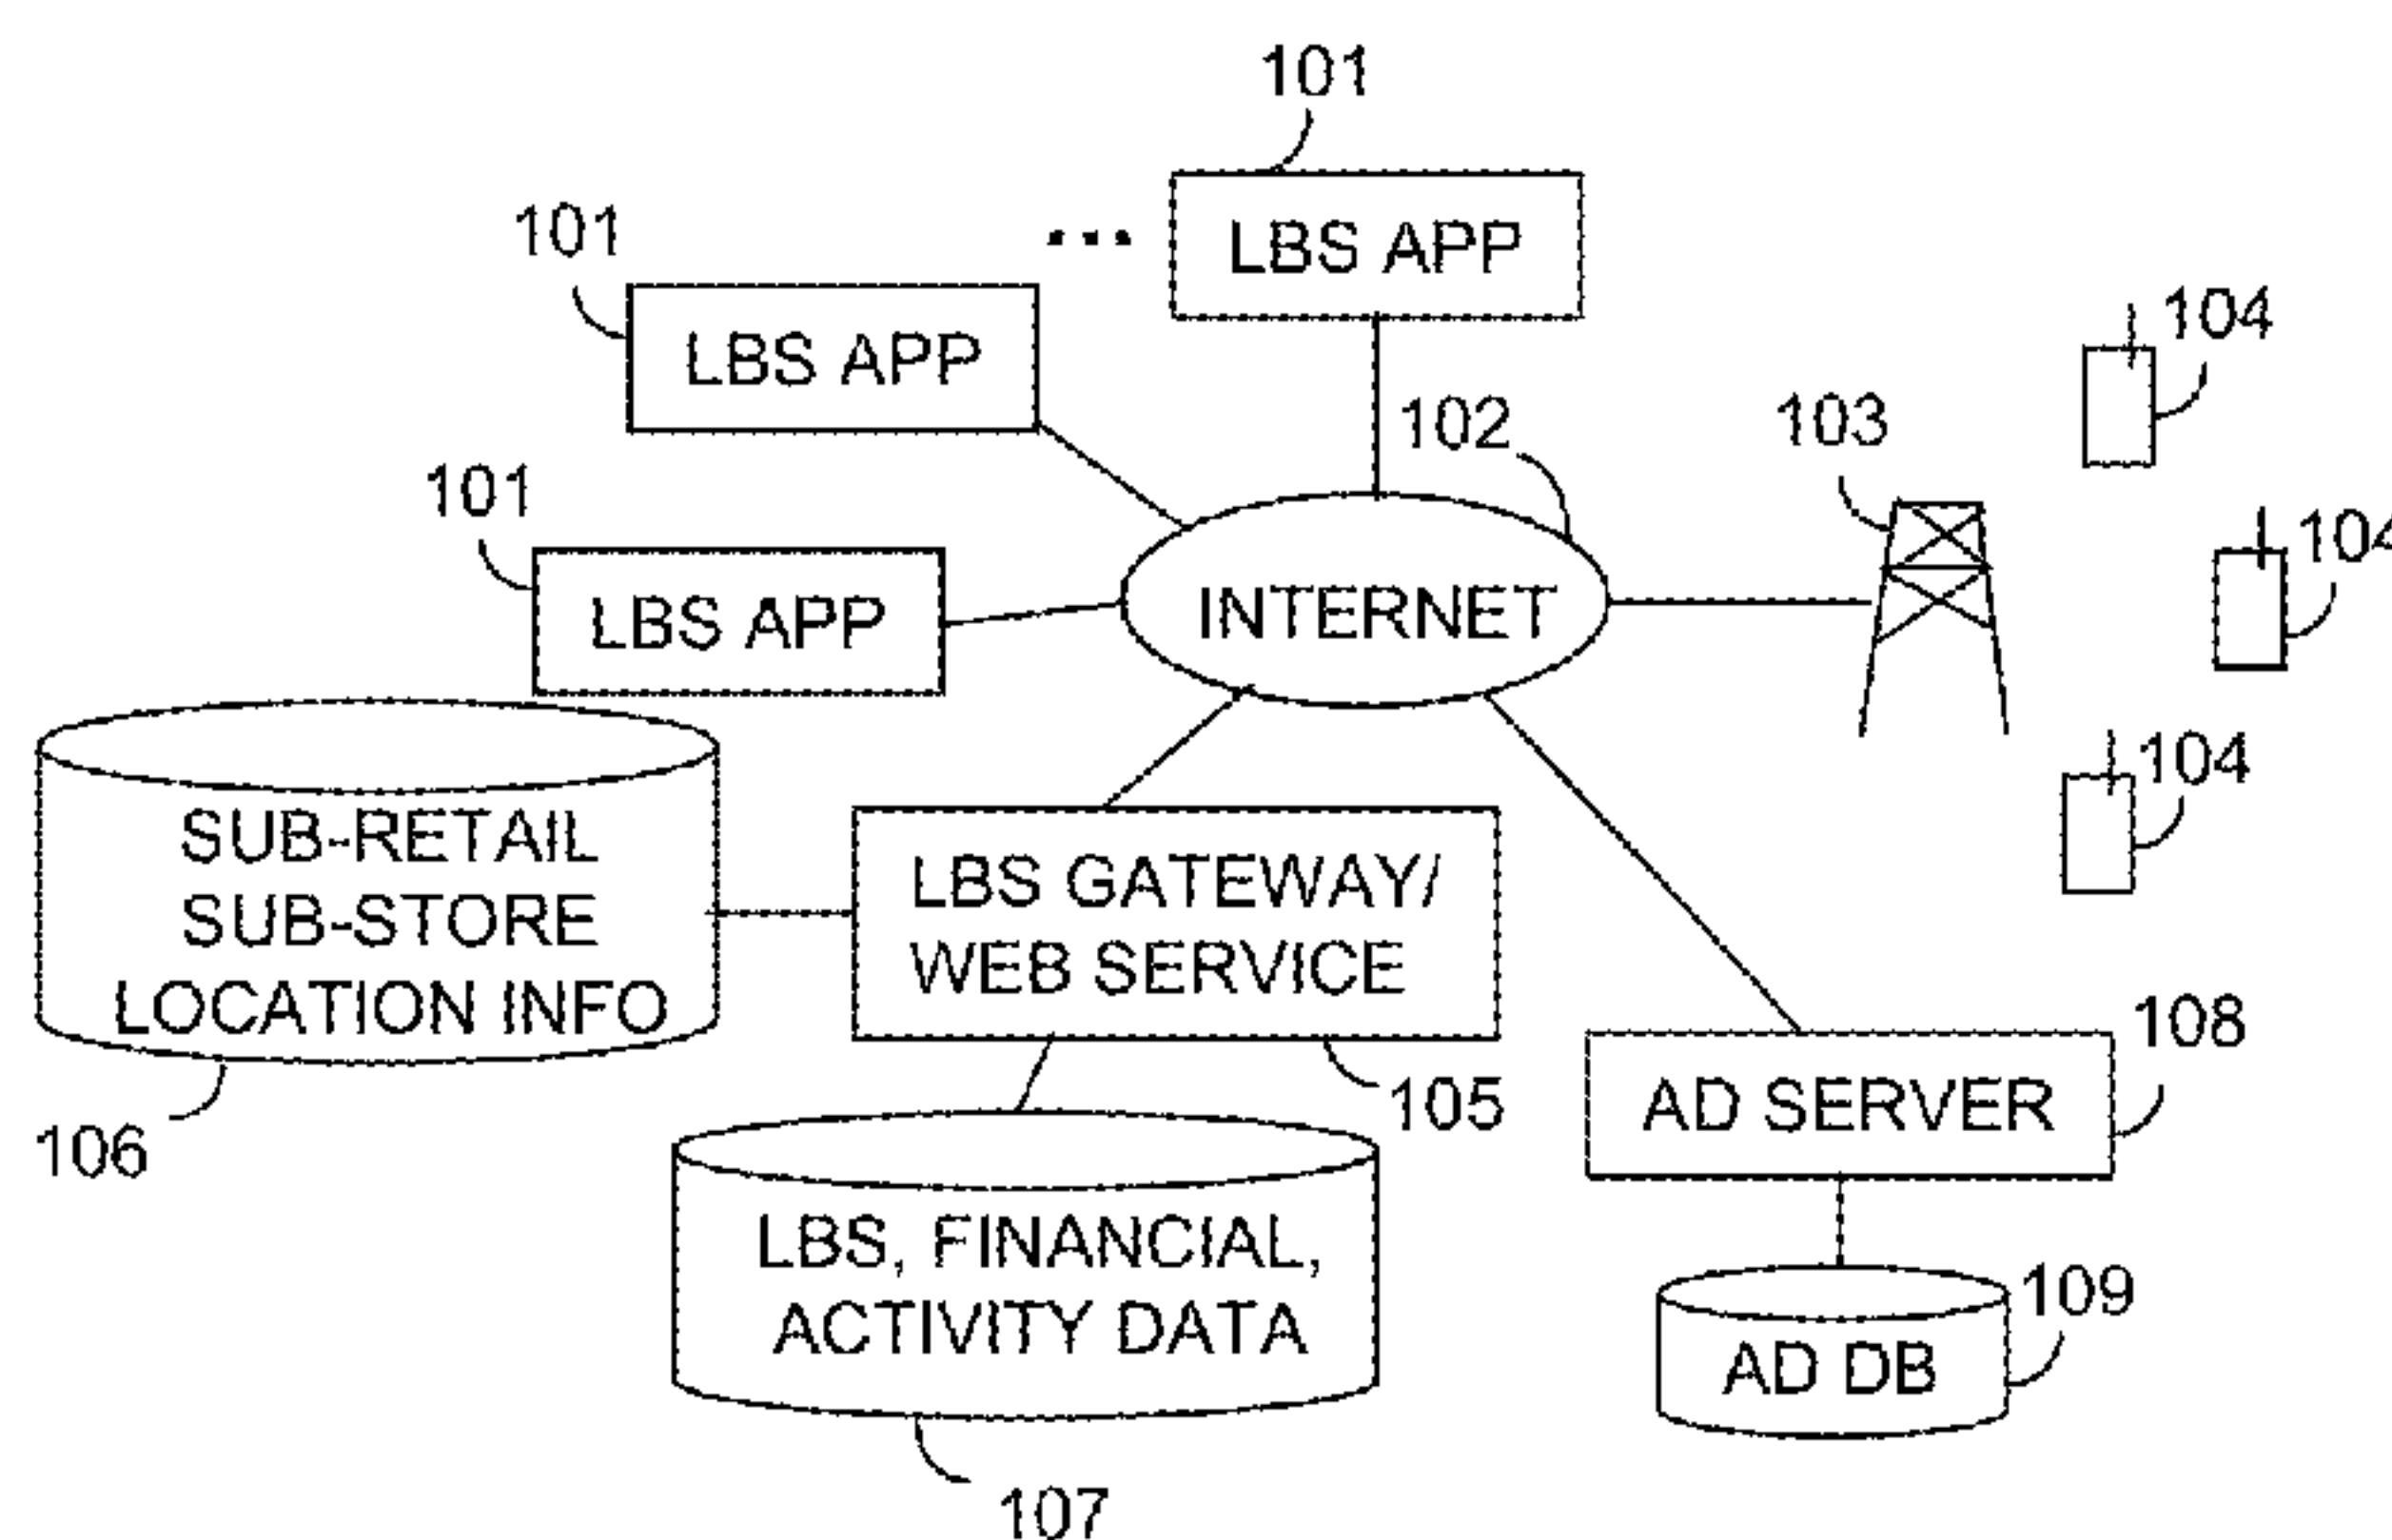 101
101
... LBS APP
104
LBS APP
102
103
101
104
LBS APP
INTERNET
104
SUB-RETAIL
SUB-STORE
LOCATION INFO
LBS GATEWAY/
WEB SERVICE
108
105
AD SERVER
106
LBS, FINANCIAL,
ACTIVITY DATA
109
AD DB
107